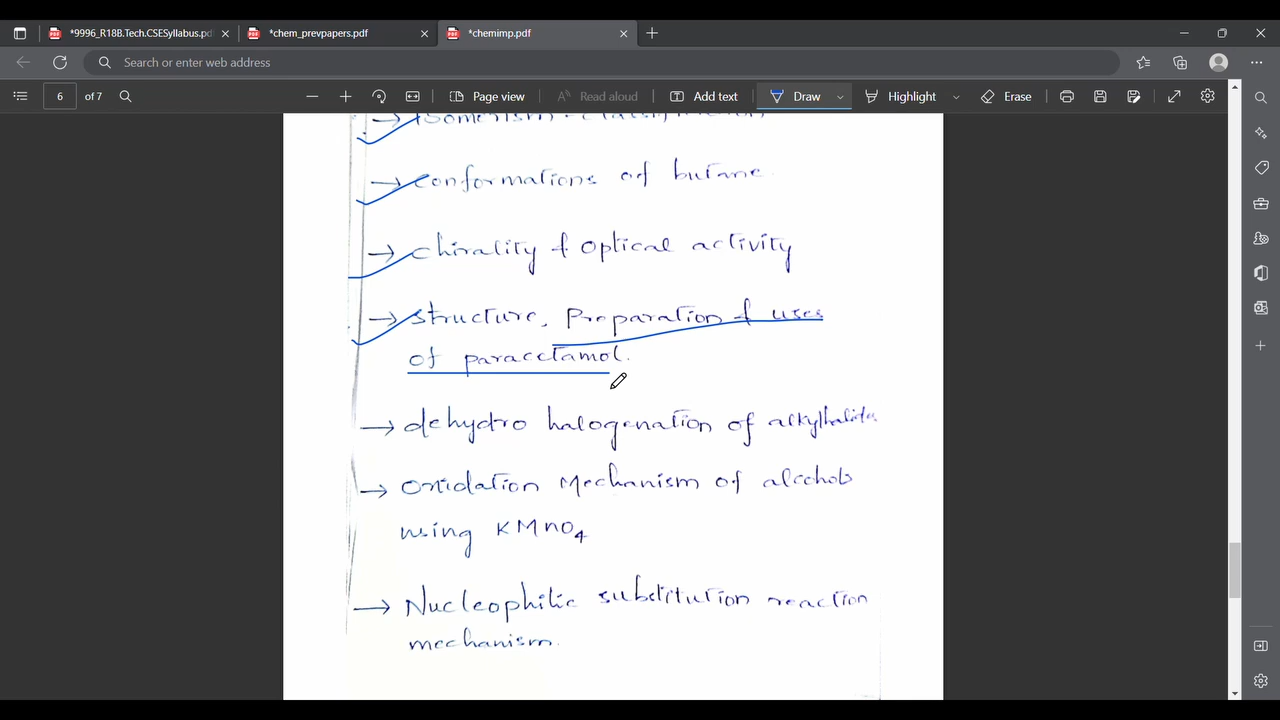 *9996_R18B.Tech.CSESyllabus.pd
*chem_prevpapers.pdf
*chemimp.pdf
Search or enter web address
6 of 7
Page view
Read aloud
Add text
Draw
Highlight
Erase
→ Isomerism
→ conformations of butane.
→ chirality & optical activity
→ structure, Preparation & uses
of paracetamol.
→ dehydro halogenation of alkylhalides
→ Oxidation Mechanism of alcohols
using KMnO4
→ Nucleophilic substitution reaction
mechanism.